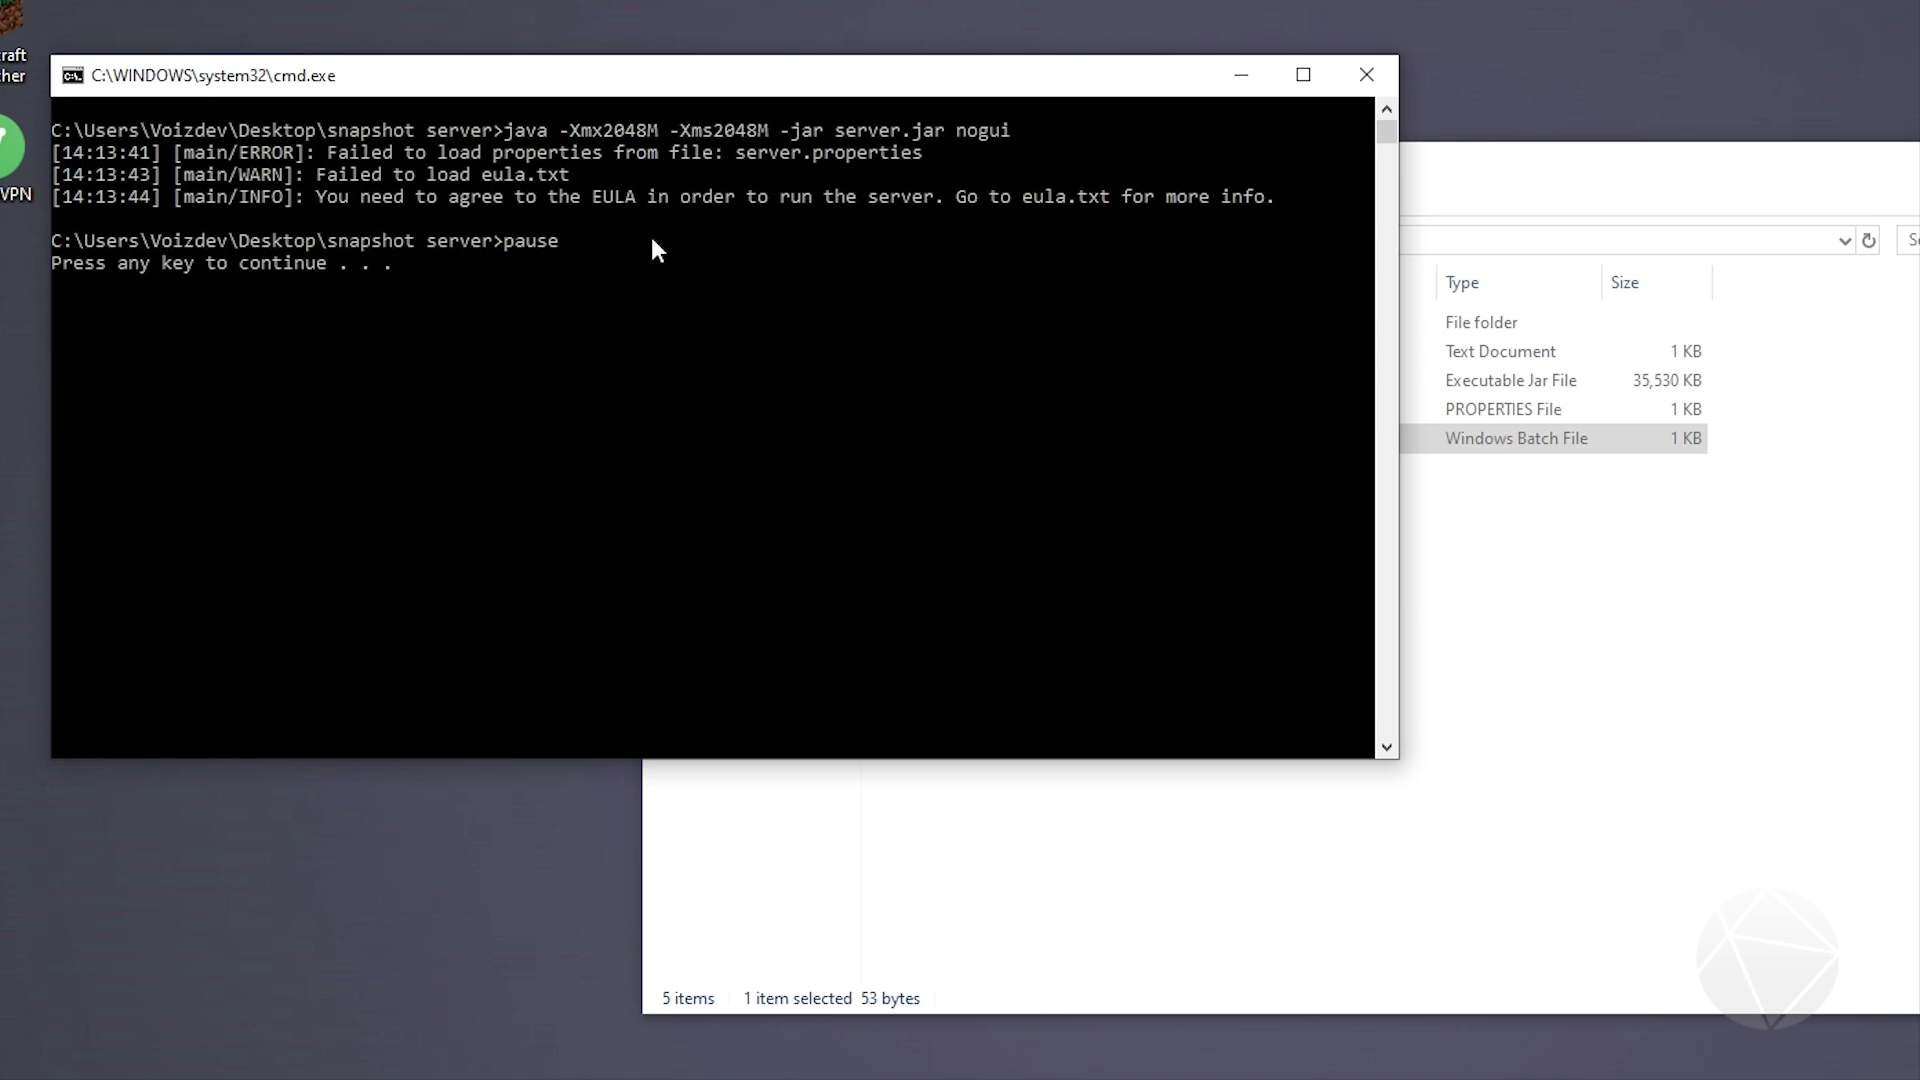 raft
her
VPN
C:\WINDOWS\system32\cmd.exe
C:\Users\Voizdev\Desktop\snapshot server>java -Xmx2048M -Xms2048M -jar server.jar nogui
[14:13:41] [main/ERROR]: Failed to load properties from file: server.properties
[14:13:43] [main/WARN]: Failed to load eula.txt
[14:13:44] [main/INFO]: You need to agree to the EULA in order to run the server. Go to eula.txt for more info.
C:\Users\Voizdev\Desktop\snapshot server>pause
Press any key to continue . . .
Type Size
File folder
Text Document 1 KB
Executable Jar File 35,530 KB
PROPERTIES File 1 KB
Windows Batch File 1 KB
5 items 1 item selected 53 bytes